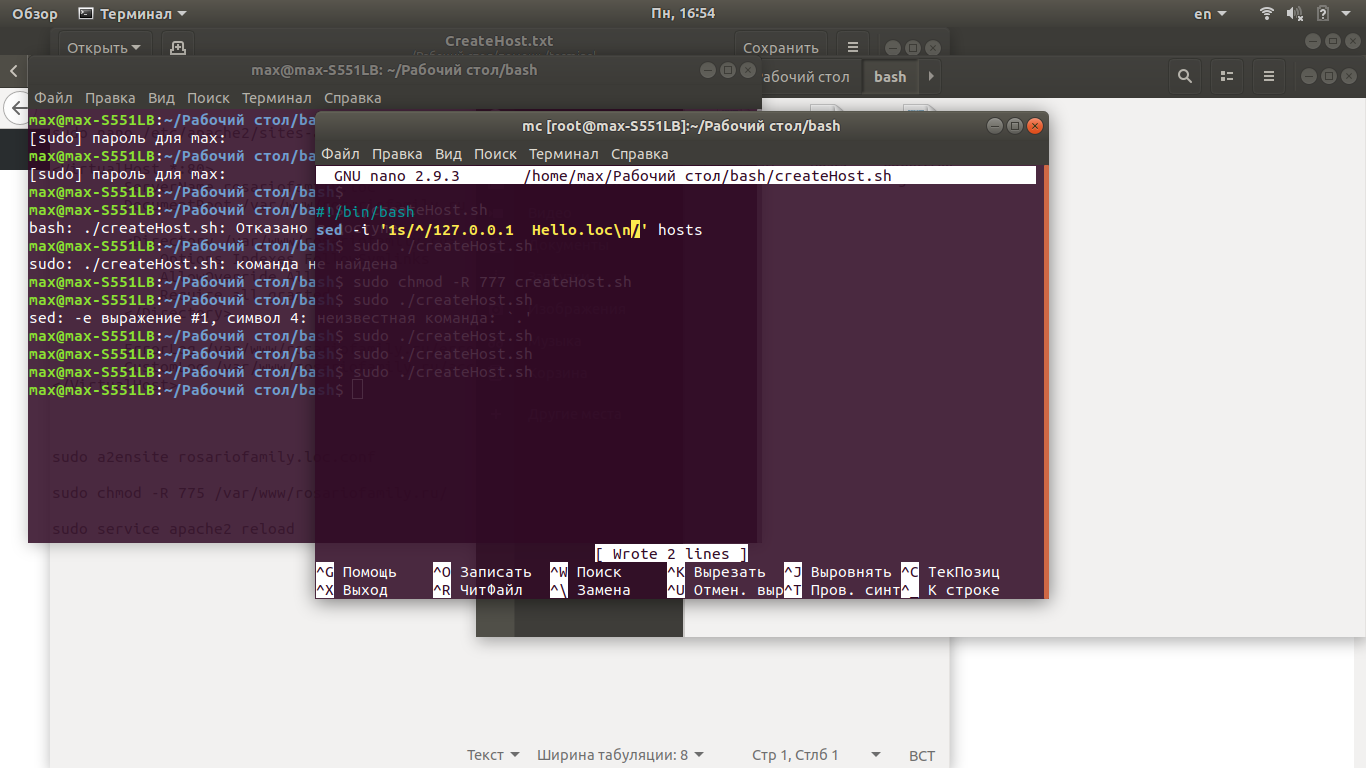 Обзор Терминал Пн, 16:54 en
Открыть CreateHost.txt Сохранить
max@max-S551LB: ~/Рабочий стол/bash
абочий стол bash
Файл Правка Вид Поиск Терминал Справка
max@max-S551LB:~/Рабочий стол/ba
[sudo] пароль для max:
max@max-S551LB:~/Рабочий стол/ba
[sudo] пароль для max:
max@max-S551LB:~/Рабочий стол/bash$
max@max-S551LB:~/Рабочий стол/bash$ ./createHost.sh
bash: ./createHost.sh: Отказано
max@max-S551LB:~/Рабочий стол/bash$ sudo ./createHost.sh
sudo: ./createHost.sh: команда не найдена
max@max-S551LB:~/Рабочий стол/bash$ sudo chmod -R 777 createHost.sh
max@max-S551LB:~/Рабочий стол/bash$ sudo ./createHost.sh
sed: -e выражение #1, символ 4: неизвестная команда: `.'
max@max-S551LB:~/Рабочий стол/bash$ sudo ./createHost.sh
max@max-S551LB:~/Рабочий стол/bash$ sudo ./createHost.sh
max@max-S551LB:~/Рабочий стол/bash$ sudo ./createHost.sh
max@max-S551LB:~/Рабочий стол/bash$
sudo a2ensite rosariofamily.loc.conf
sudo chmod -R 775 /var/www/
sudo service apache2 reload
mc [root@max-S551LB]:~/Рабочий стол/bash
Файл Правка Вид Поиск Терминал Справка
GNU nano 2.9.3 /home/max/Рабочий стол/bash/createHost.sh
#!/bin/bash
sed -i '1s/^/127.0.0.1  Hello.loc\n/' hosts
[ Wrote 2 lines ]
^G Помощь ^O Записать ^W Поиск ^K Вырезать ^J Выровнять ^C ТекПозиц
^X Выход ^R ЧитФайл ^\ Замена ^U Отмен. выр^T Пров. синт^_ К строке
Текст Ширина табуляции: 8 Стр 1, Стлб 1 ВСТ